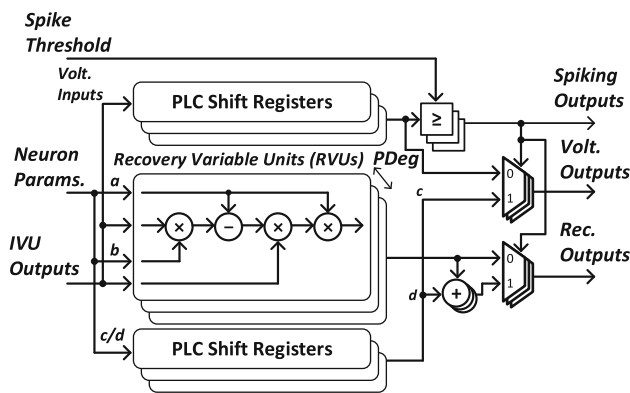 Spike
Threshold
Volt.
Inputs
PLC Shift Registers
≥
Spiking
Outputs
Volt.
Outputs
Neuron
Params.
Recovery Variable Units (RVUs)
PDeg
a
c
0
1
× − × ×
b
IVU
Outputs
Rec.
Outputs
0
1
d
+
c/d
PLC Shift Registers